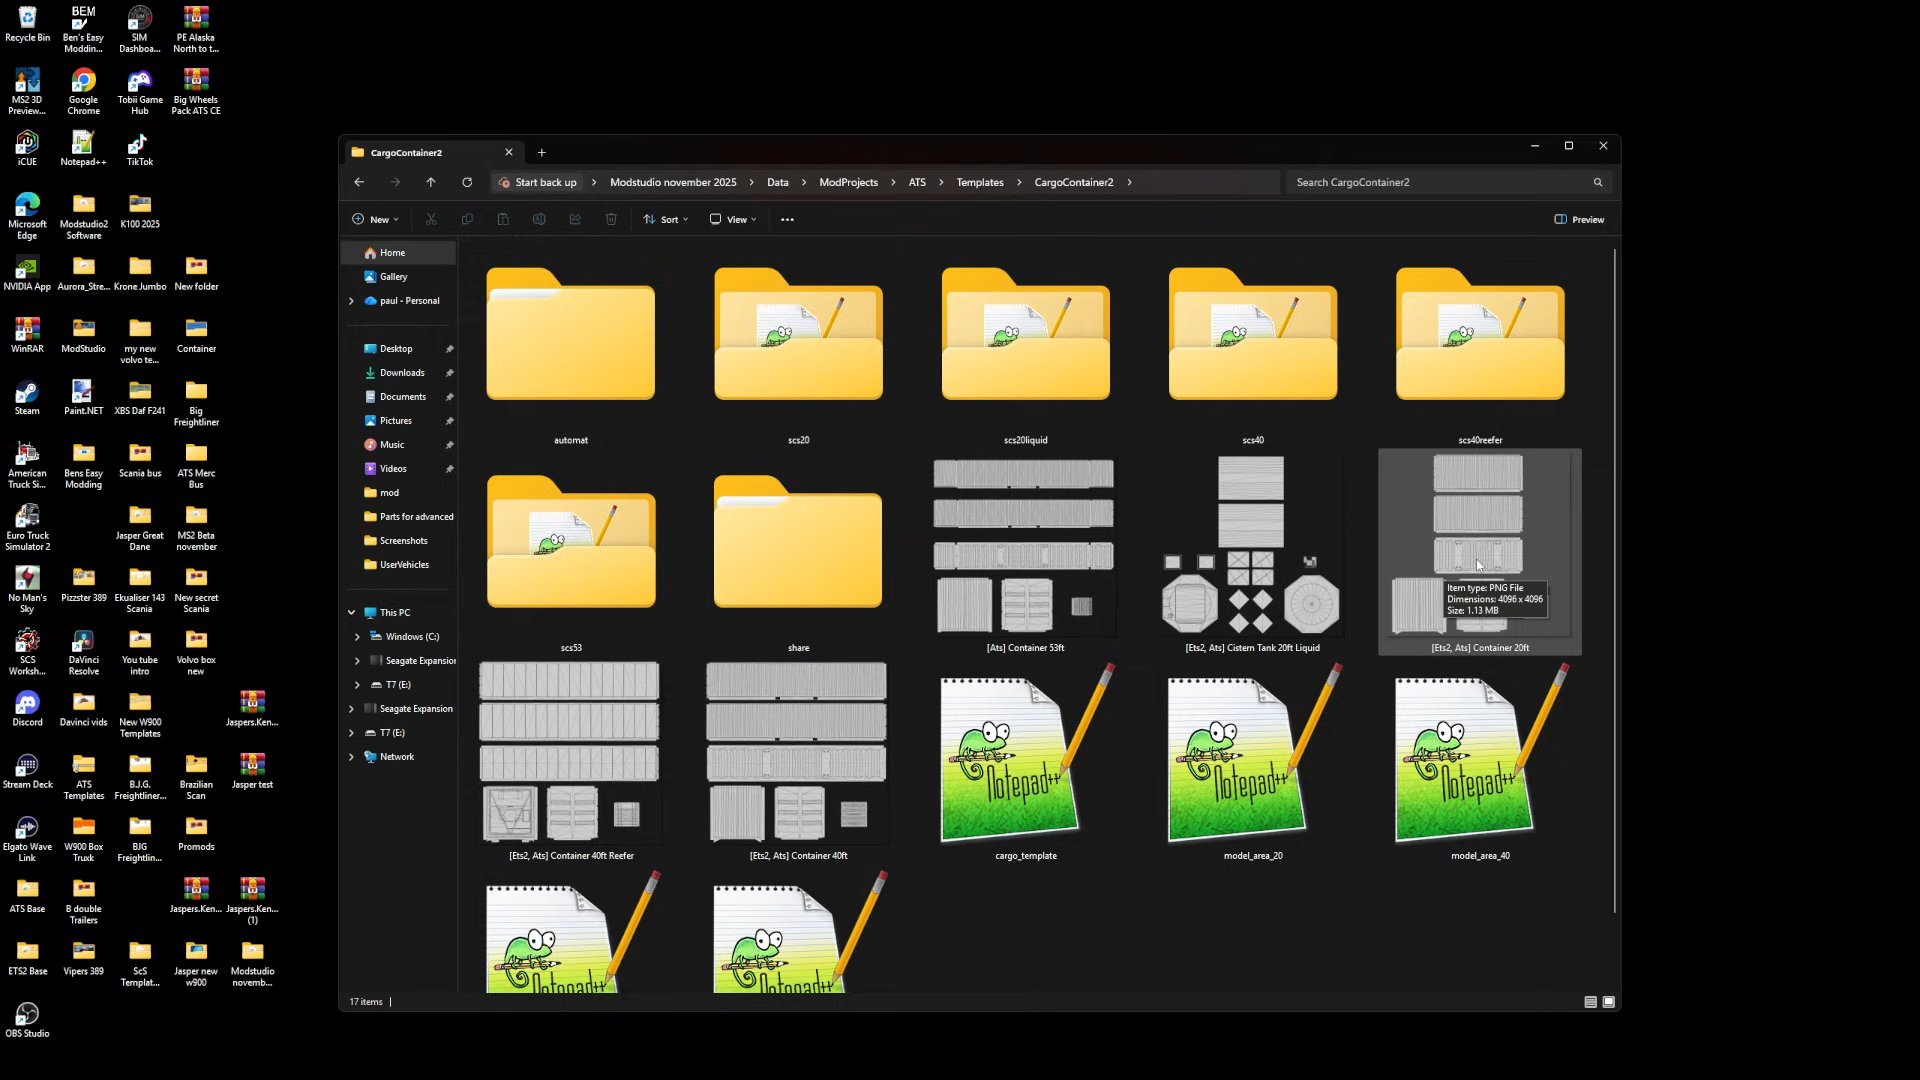 Recycle Bin
Ben's Easy
Moddin...
SIM
Dashboa...
PE Alaska
North to t...
MS2 3D
Preview...
Google
Chrome
Tobii Game
Hub
Big Wheels
Pack ATS CE
iCUE
Notepad++
TikTok
Microsoft
Edge
Modstudio2
Software
K100 2025
NVIDIA App
Aurora_Stre...
Krone Jumbo
New folder
WinRAR
ModStudio
my new
volvo te...
Container
Steam
Paint.NET
XBS Daf F241
Big
Freightliner
American
Truck Si...
Bens Easy
Modding
Scania bus
ATS Merc
Bus
Euro Truck
Simulator 2
Jasper Great
Dane
MS2 Beta
november
No Man's
Sky
Pizzster 389
Ekualiser 143
Scania
New secret
Scania
SCS
Worksh...
DaVinci
Resolve
You tube
intro
Volvo box
new
Discord
Davinci vids
New W900
Templates
Jaspers.Ken...
Stream Deck
ATS
Templates
B.J.G.
Freightliner...
Brazilian
Scan
Jasper test
Elgato Wave
Link
W900 Box
Truxk
BJG
Freightlin...
Promods
ATS Base
B double
Trailers
Jaspers.Ken...
Jaspers.Ken...
(1)
ETS2 Base
Vipers 389
ScS
Templat...
Jasper new
w900
Modstudio
novemb...
OBS Studio
CargoContainer2
Start back up
Modstudio november 2025
Data
ModProjects
ATS
Templates
CargoContainer2
Search CargoContainer2
New
Sort
View
Preview
Home
Gallery
paul - Personal
Desktop
Downloads
Documents
Pictures
Music
Videos
mod
Parts for advanced
Screenshots
UserVehicles
This PC
Windows (C:)
Seagate Expansion
T7 (E:)
Seagate Expansion
T7 (E:)
Network
automat
scs20
scs20liquid
scs40
scs40reefer
scs53
share
[Ats] Container 53ft
[Ets2, Ats] Cistern Tank 20ft Liquid
[Ets2, Ats] Container 20ft
Item type: PNG File
Dimensions: 4096 x 4096
Size: 1.13 MB
[Ets2, Ats] Container 40ft Reefer
[Ets2, Ats] Container 40ft
Notepad++
cargo_template
Notepad++
model_area_20
Notepad++
model_area_40
17 items